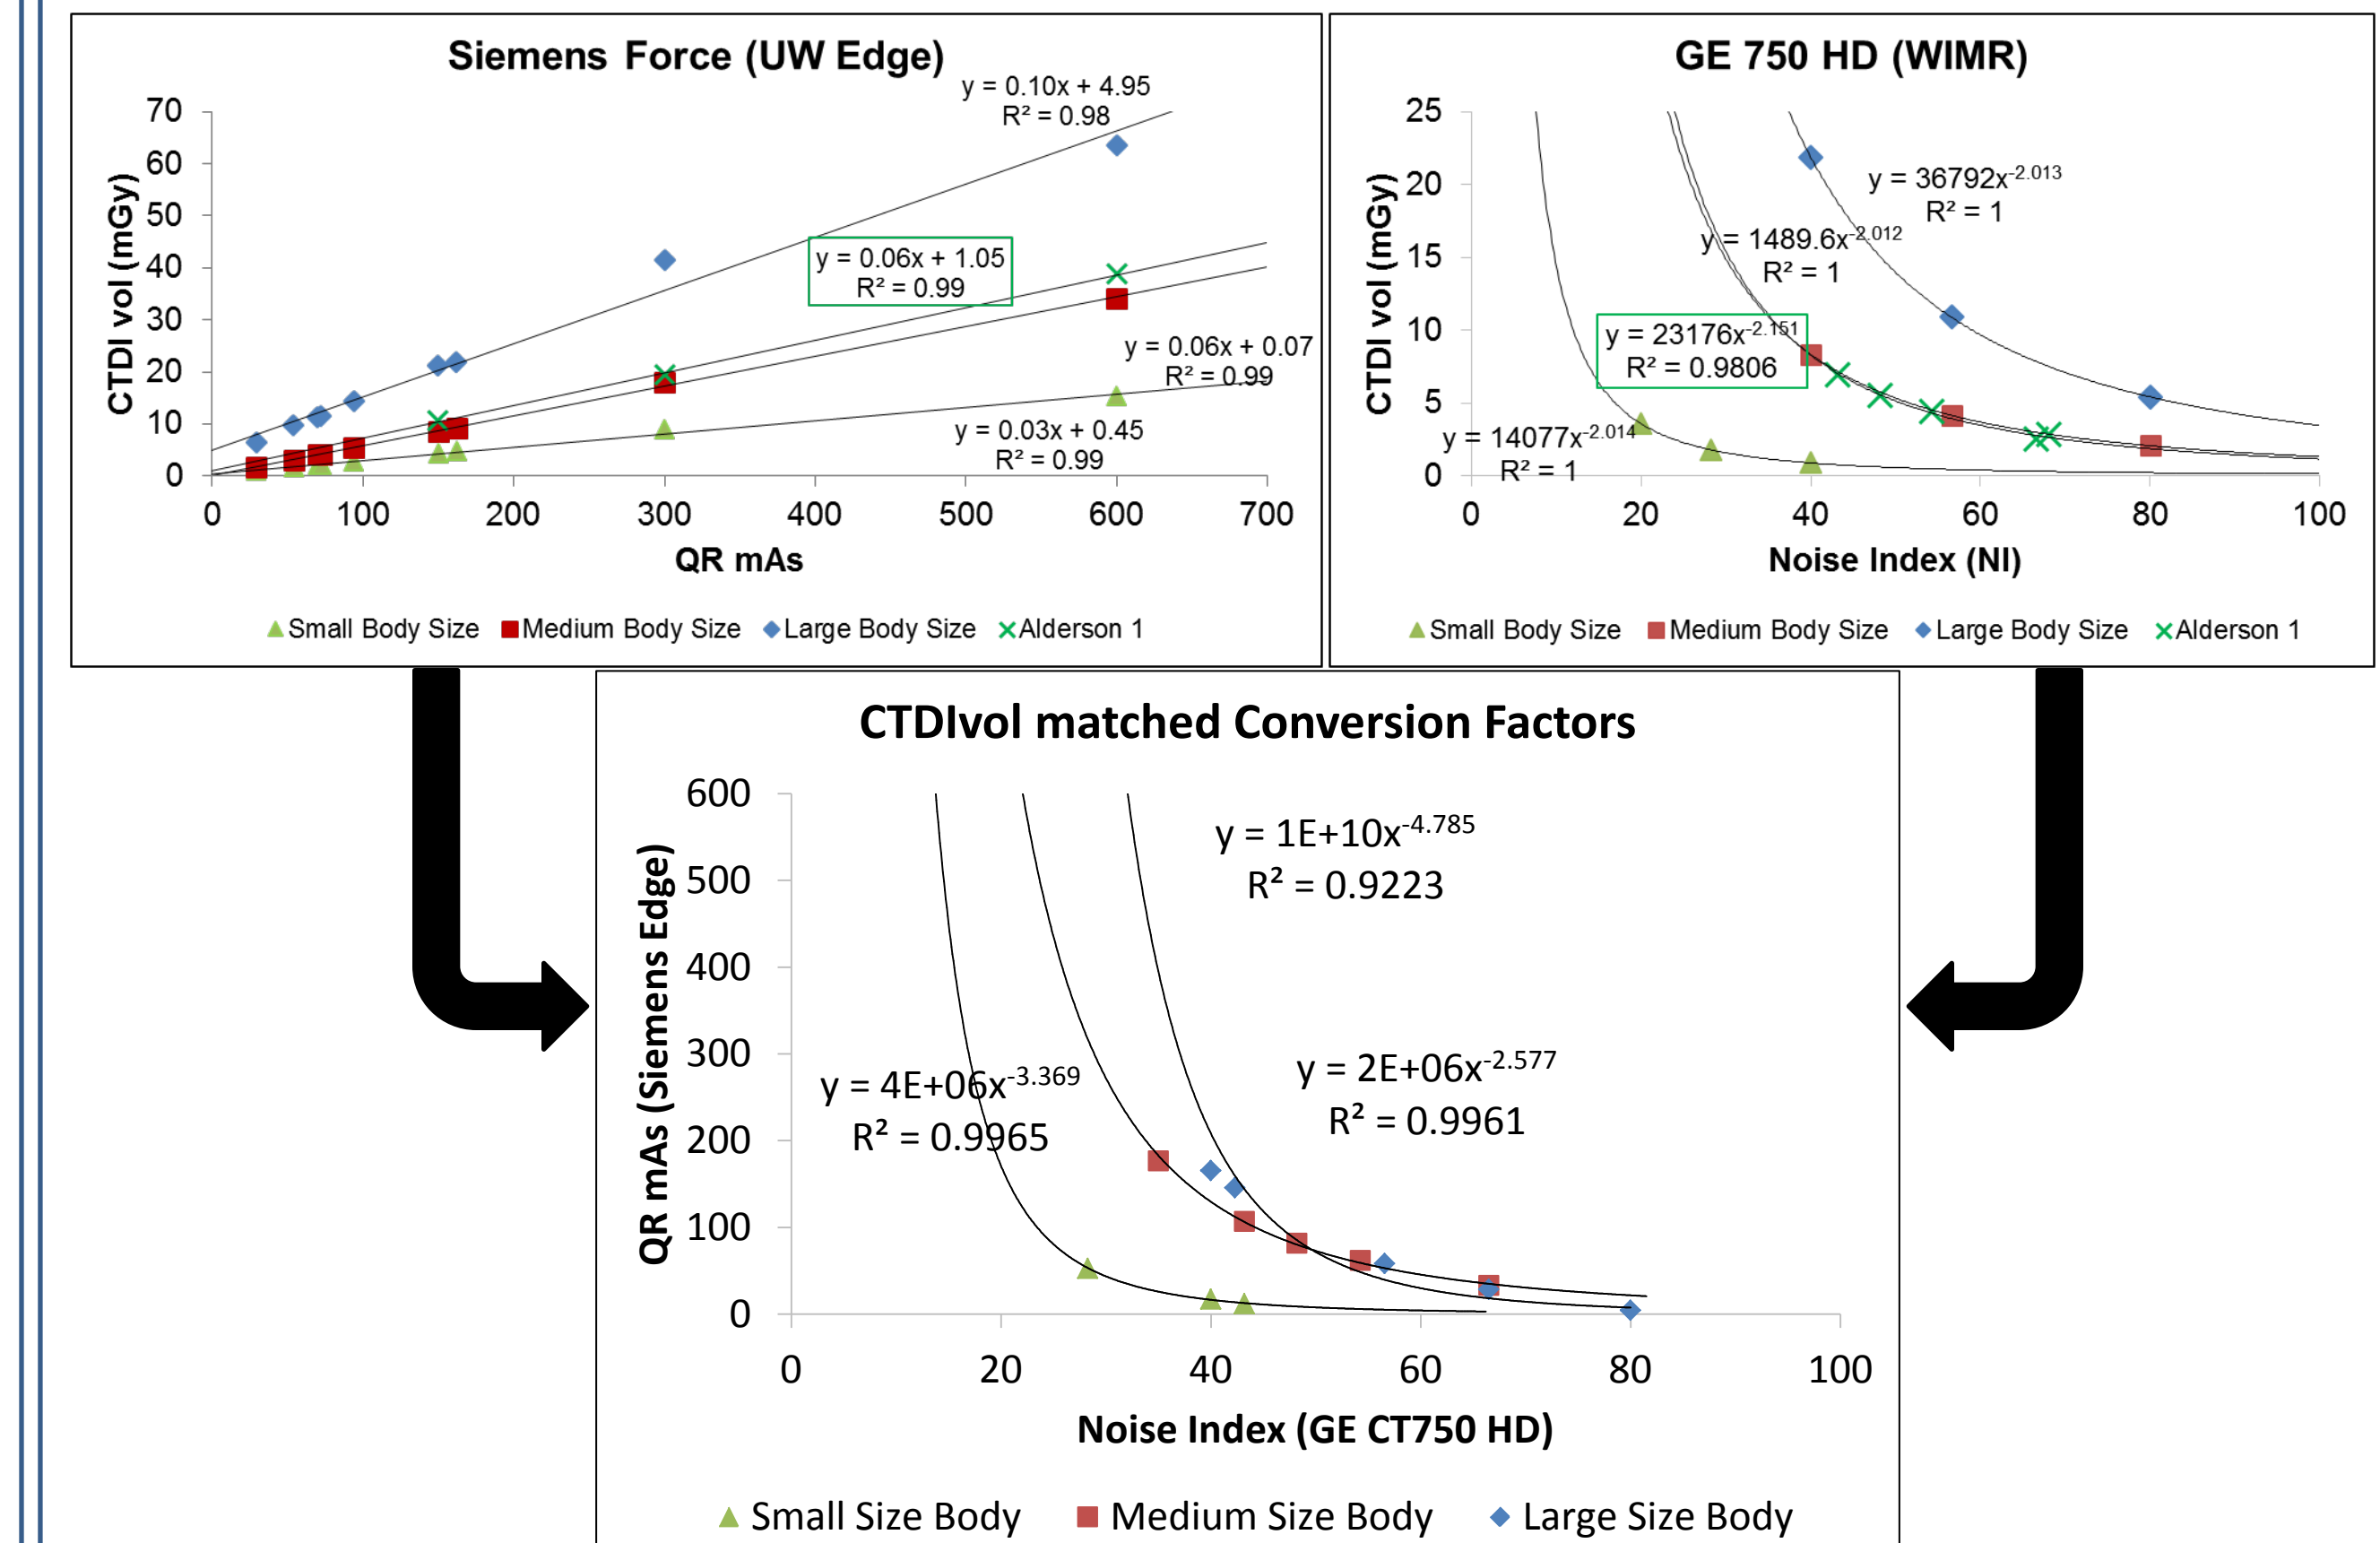 Siemens Force (UW Edge)
y = 0.10x + 4.95
R² = 0.98
70
60
50
40
30
20
10
0
CTDI vol (mGy)
y = 0.06x + 1.05
R² = 0.99
y = 0.06x + 0.07
R² = 0.99
y = 0.03x + 0.45
R² = 0.99
0 100 200 300 400 500 600 700
QR mAs
Small Body Size Medium Body Size Large Body Size Alderson 1
GE 750 HD (WIMR)
25
20
15
10
5
0
CTDI vol (mGy)
y = 36792x^-2.013
R² = 1
y = 1489.6x^-2.012
R² = 1
y = 23176x^-2.151
R² = 0.9806
y = 14077x^-2.014
R² = 1
0 20 40 60 80 100
Noise Index (NI)
Small Body Size Medium Body Size Large Body Size Alderson 1
CTDIvol matched Conversion Factors
600
500
400
300
200
100
0
QR mAs (Siemens Edge)
y = 1E+10x^-4.785
R² = 0.9223
y = 4E+06x^-3.369
R² = 0.9965
y = 2E+06x^-2.577
R² = 0.9961
0 20 40 60 80 100
Noise Index (GE CT750 HD)
Small Size Body Medium Size Body Large Size Body